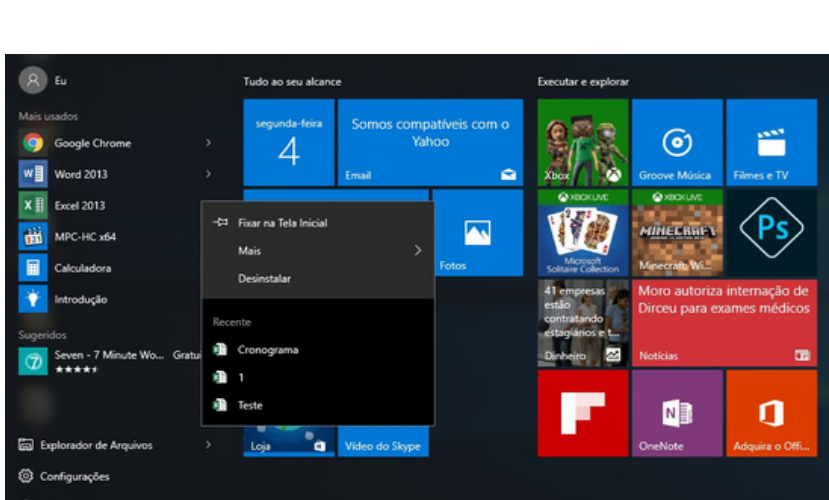 Eu
Mais usados
Google Chrome
Word 2013
Excel 2013
MPC-HC x64
Calculadora
Introdução
Sugeridos
Seven - 7 Minute Wo... Gratu
Explorador de Arquivos
Configurações
Fixar na Tela Inicial
Mais
Desinstalar
Recente
Cronograma
1
Teste
Tudo ao seu alcance
segunda-feira
4
Somos compatíveis com o
Yahoo
Email
Fotos
Loja
Vídeo do Skype
Executar e explorar
Xbox
Groove Música
Filmes e TV
XBOX LIVE
Microsoft
Solitaire Collection
XBOX LIVE
MINECRAFT
Minecraft: Wi...
Ps
41 empresas
estão
contratando
estagiários e t...
Dinheiro
Moro autoriza internação de
Dirceu para exames médicos
Notícias
OneNote
Adquira o Offi...